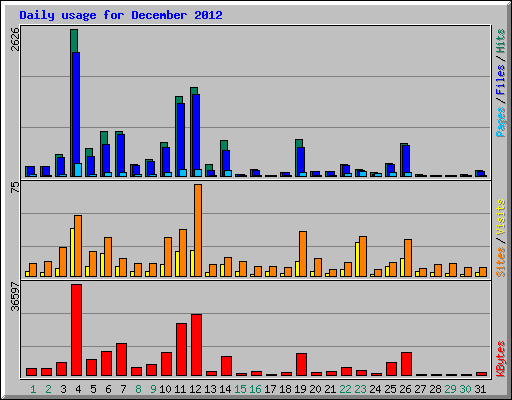 Daily usage for December 2012
2626
Pages / Files / Hits
75
Sites / Visits
36597
KBytes
1 2 3 4 5 6 7 8 9 10 11 12 13 14 15 16 17 18 19 20 21 22 23 24 25 26 27 28 29 30 31